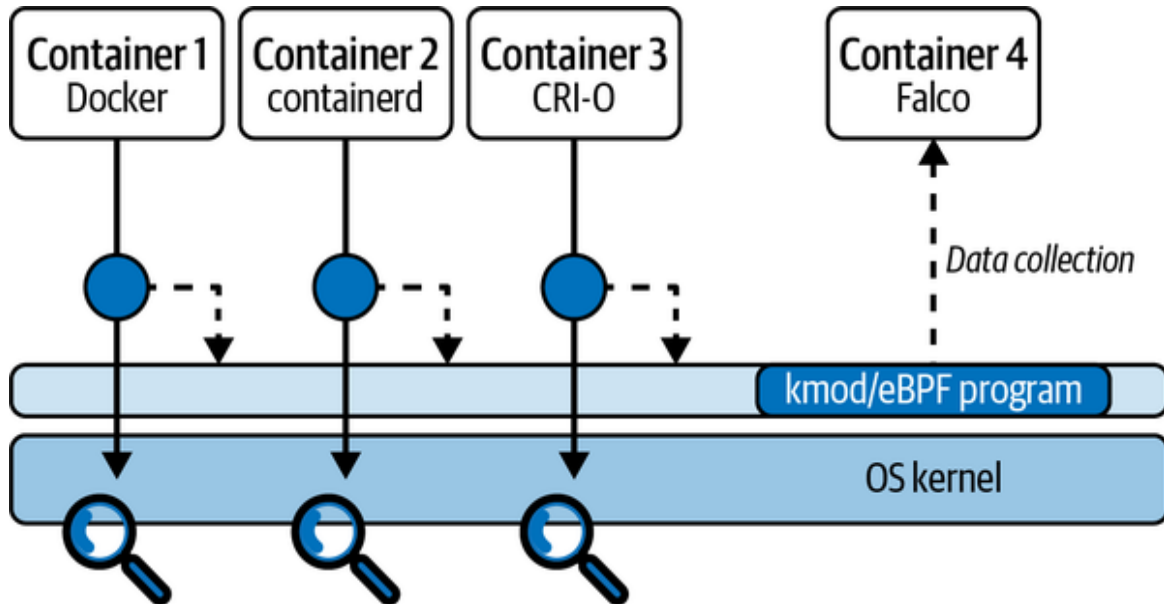 Container 1
Docker
Container 2
containerd
Container 3
CRI-O
Container 4
Falco
Data collection
kmod/eBPF program
OS kernel